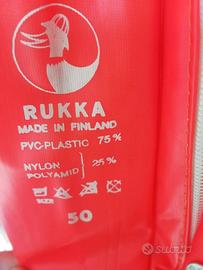 RUKKA
MADE IN FINLAND
PVC-PLASTIC 75%
NYLON
POLYAMID 25%
50
Subito